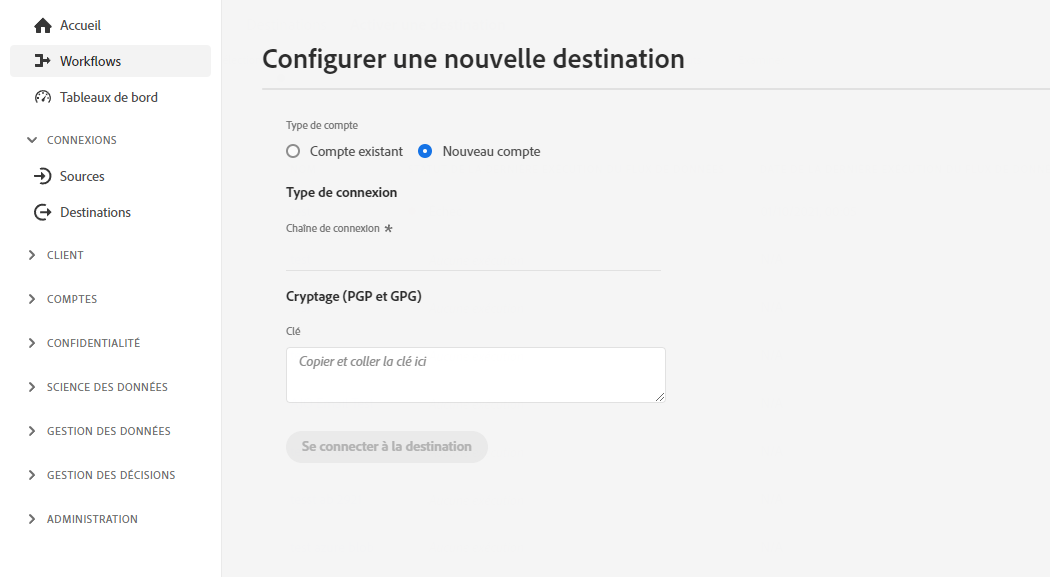 Accueil
Workflows
Tableaux de bord
CONNEXIONS
Sources
Destinations
CLIENT
COMPTES
CONFIDENTIALITÉ
SCIENCE DES DONNÉES
GESTION DES DONNÉES
GESTION DES DÉCISIONS
ADMINISTRATION
Configurer une nouvelle destination
Type de compte
Compte existant Nouveau compte
Type de connexion
Chaîne de connexion *
Cryptage (PGP et GPG)
Clé
Copier et coller la clé ici
Se connecter à la destination